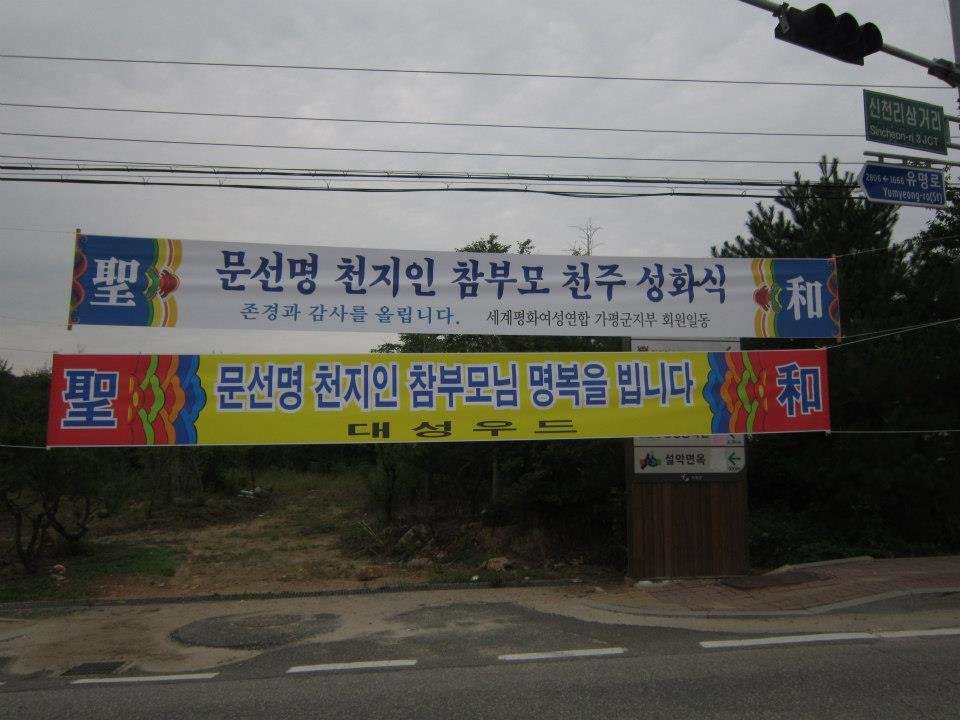 신천리삼거리
Sincheon-ri 3 JCT
2806 ← 1666 유명로
Yumyeong-ro(St)
聖 문선명 천지인 참부모 천주 성화식 和
존경과 감사를 올립니다. 세계평화여성연합 가평군지부 회원일동
聖 문선명 천지인 참부모님 명복을 빕니다 和
대성우드
설악면옥